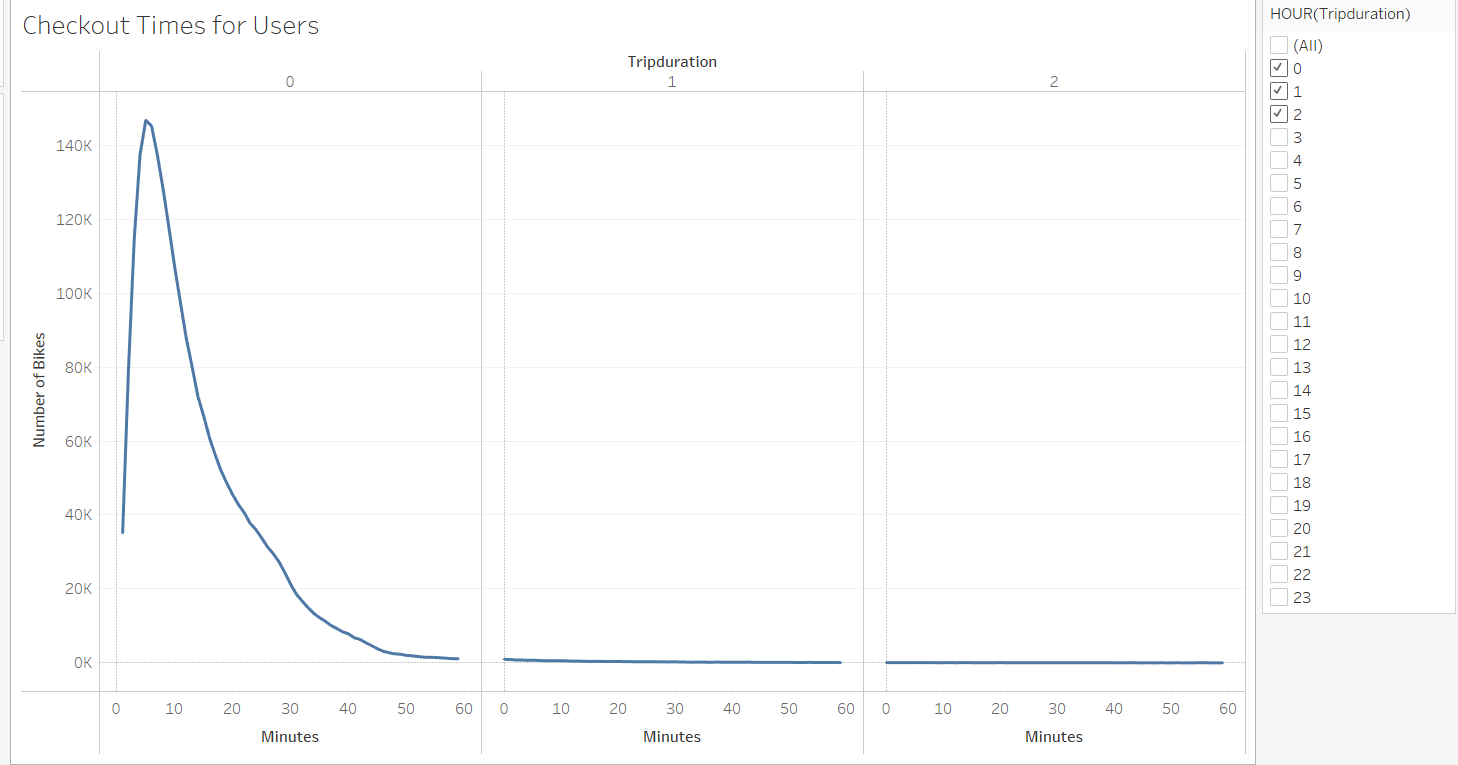 Checkout Times for Users
Tripduration
0 1 2
140K
120K
100K
80K
60K
40K
20K
0K
Number of Bikes
0 10 20 30 40 50 60 0 10 20 30 40 50 60 0 10 20 30 40 50 60
Minutes Minutes Minutes
HOUR(Tripduration)
(All)
0
1
2
3
4
5
6
7
8
9
10
11
12
13
14
15
16
17
18
19
20
21
22
23